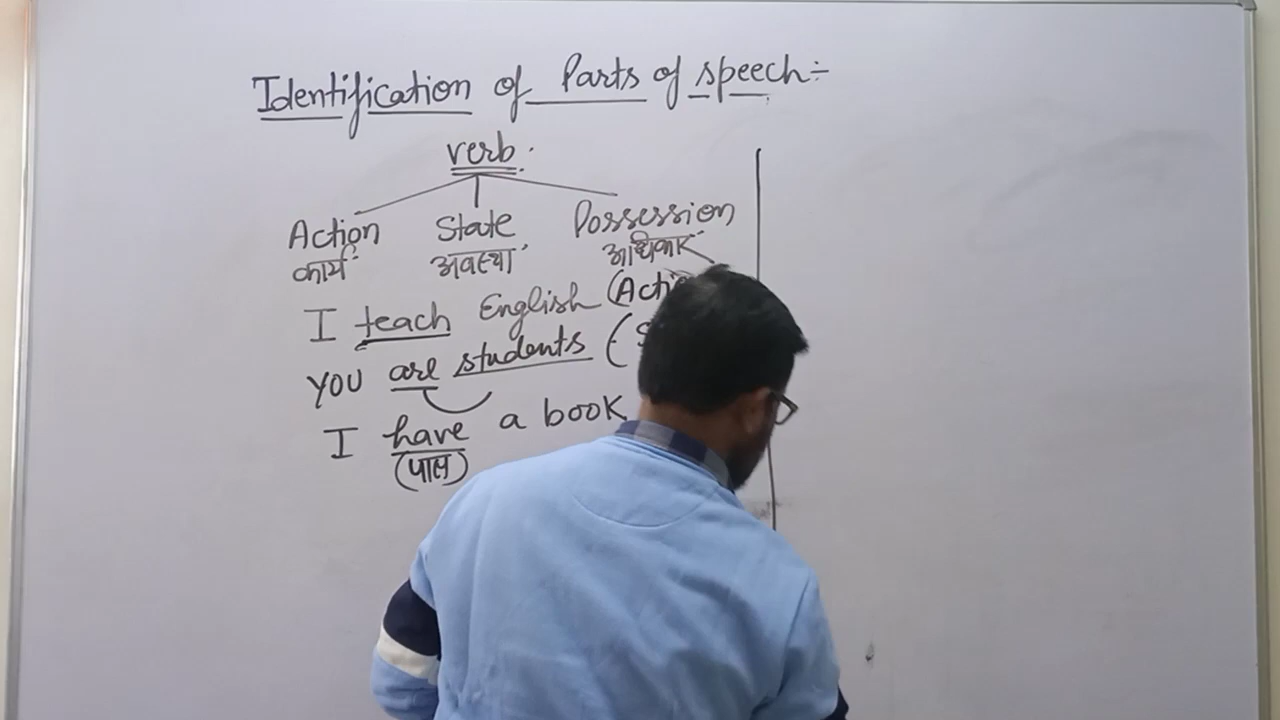 Identification of Parts of speech:-
verb.
Action State Possession
कार्य अवस्था अधिकार
I teach English (Acti
YOU are students (S
I have a book
(पास)